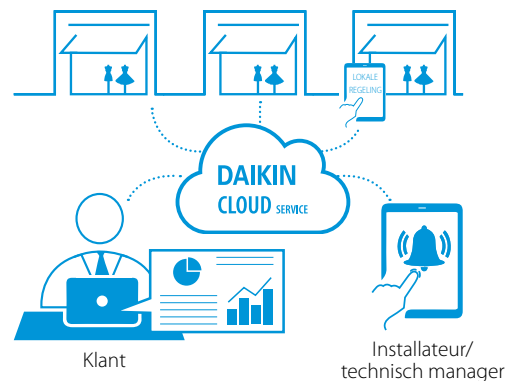 LOKALE
REGELING
DAIKIN
CLOUD SERVICE
Klant
Installateur/
technisch manager